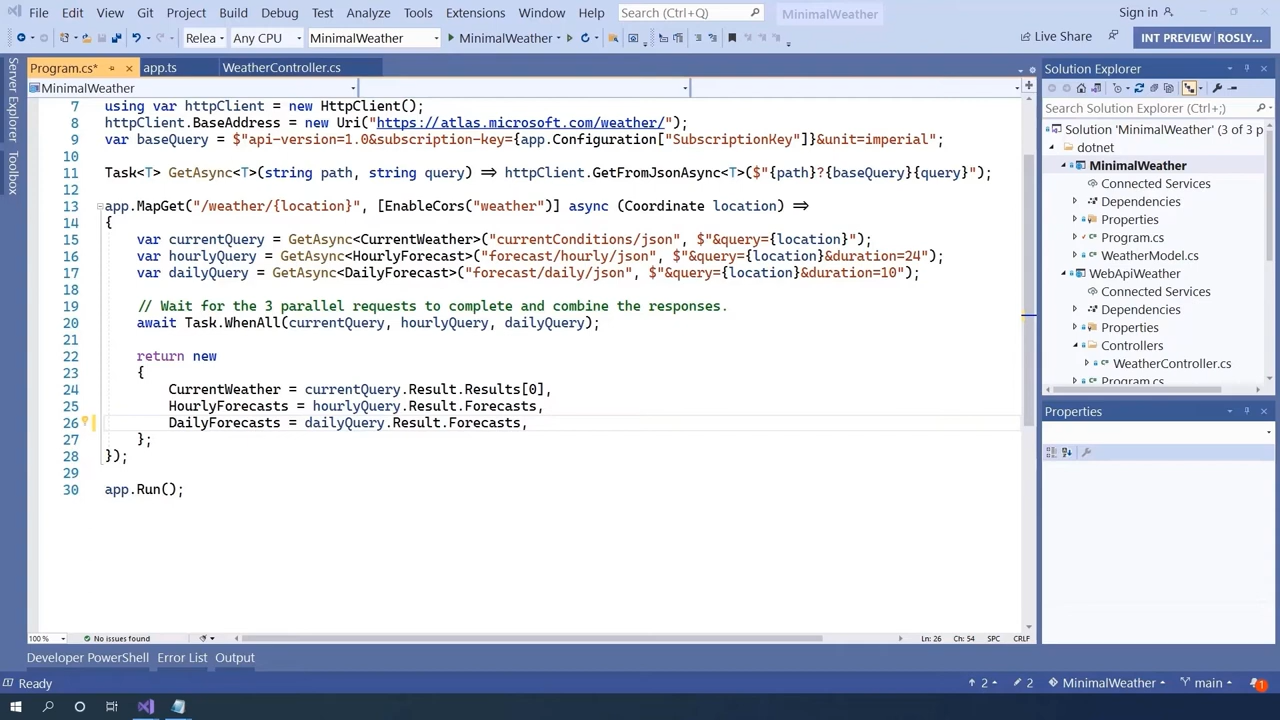 File Edit View Git Project Build Debug Test Analyze Tools Extensions Window Help Search (Ctrl+Q) MinimalWeather Sign in
Relea Any CPU MinimalWeather MinimalWeather Live Share INT PREVIEW | ROSLY...
Server Explorer
Toolbox
Program.cs* app.ts WeatherController.cs
MinimalWeather
7 using var httpClient = new HttpClient();
8 httpClient.BaseAddress = new Uri("https://atlas.microsoft.com/weather/");
9 var baseQuery = $"api-version=1.0&subscription-key={app.Configuration["SubscriptionKey"]}&unit=imperial";
10
11 Task<T> GetAsync<T>(string path, string query) => httpClient.GetFromJsonAsync<T>($"{path}?{baseQuery}{query}");
12
13 app.MapGet("/weather/{location}", [EnableCors("weather")] async (Coordinate location) =>
14 {
15 var currentQuery = GetAsync<CurrentWeather>("currentConditions/json", $"&query={location}");
16 var hourlyQuery = GetAsync<HourlyForecast>("forecast/hourly/json", $"&query={location}&duration=24");
17 var dailyQuery = GetAsync<DailyForecast>("forecast/daily/json", $"&query={location}&duration=10");
18
19 // Wait for the 3 parallel requests to complete and combine the responses.
20 await Task.WhenAll(currentQuery, hourlyQuery, dailyQuery);
21
22 return new
23 {
24 CurrentWeather = currentQuery.Result.Results[0],
25 HourlyForecasts = hourlyQuery.Result.Forecasts,
26 DailyForecasts = dailyQuery.Result.Forecasts,
27 };
28 });
29
30 app.Run();
100 % No issues found Ln: 26 Ch: 54 SPC CRLF
Solution Explorer
Search Solution Explorer (Ctrl+;)
Solution 'MinimalWeather' (3 of 3 p
dotnet
MinimalWeather
Connected Services
Dependencies
Properties
Program.cs
WeatherModel.cs
WebApiWeather
Connected Services
Dependencies
Properties
Controllers
WeatherController.cs
Program.cs
Properties
Developer PowerShell Error List Output
Ready 2 2 MinimalWeather main 1